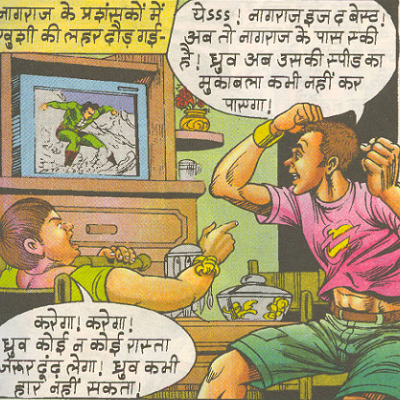 नागराज के प्रशंसकों में
खुशी की लहर दौड़ गई-
येsss! नागराज इज द बेस्ट!
अब तो नागराज के पास स्की
है! ध्रुव अब उसकी स्पीड का
मुकाबला कभी नहीं कर
पाएगा!
करेगा! करेगा!
ध्रुव कोई न कोई रास्ता
जरूर ढूंढ़ लेगा! ध्रुव कभी
हार नहीं सकता!